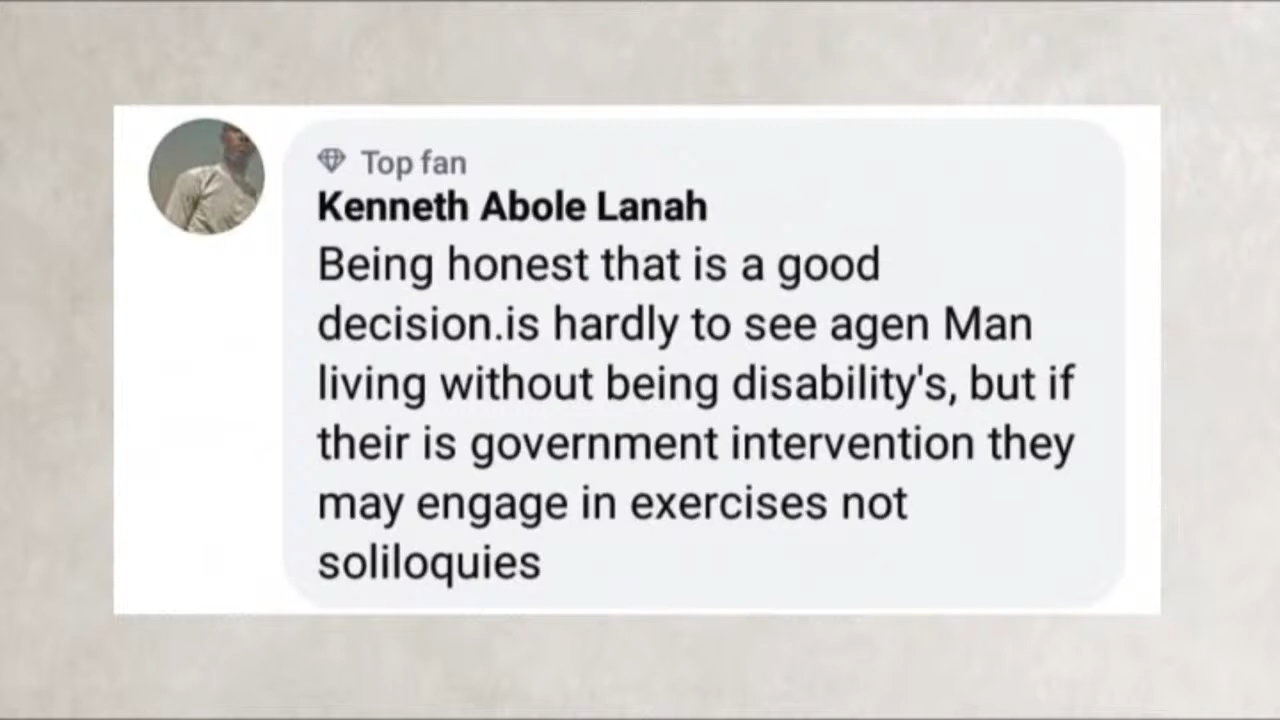 Top fan
Kenneth Abole Lanah
Being honest that is a good
decision.is hardly to see agen Man
living without being disability's, but if
their is government intervention they
may engage in exercises not
soliloquies